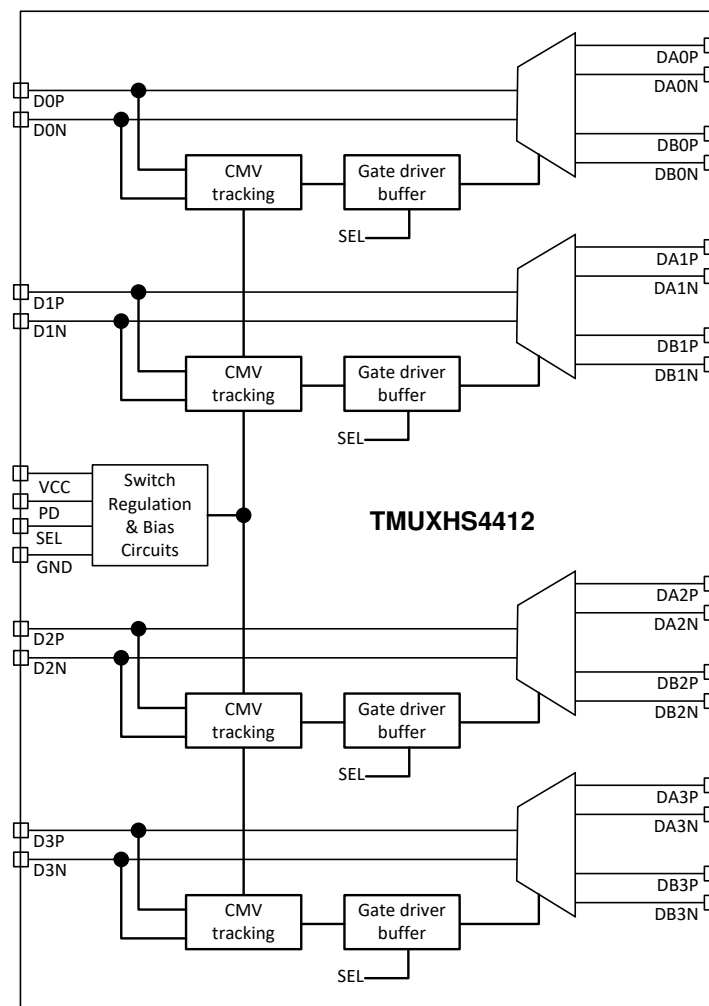 DA0P
DA0N
D0P
D0N
DB0P
DB0N
CMV
tracking
Gate driver
buffer
SEL
DA1P
DA1N
D1P
D1N
DB1P
DB1N
CMV
tracking
Gate driver
buffer
SEL
VCC
PD
SEL
GND
Switch
Regulation
& Bias
Circuits
TMUXHS4412
DA2P
DA2N
D2P
D2N
DB2P
DB2N
CMV
tracking
Gate driver
buffer
SEL
DA3P
DA3N
D3P
D3N
DB3P
DB3N
CMV
tracking
Gate driver
buffer
SEL